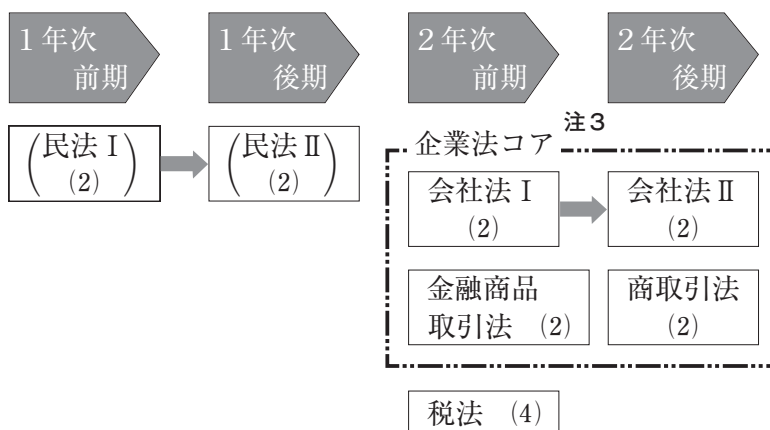 1年次
前期
1年次
後期
2年次
前期
2年次
後期
注3
企業法コア
(民法Ⅰ
(2))
(民法Ⅱ
(2))
会社法Ⅰ
(2)
会社法Ⅱ
(2)
金融商品
取引法 (2)
商取引法
(2)
税法 (4)